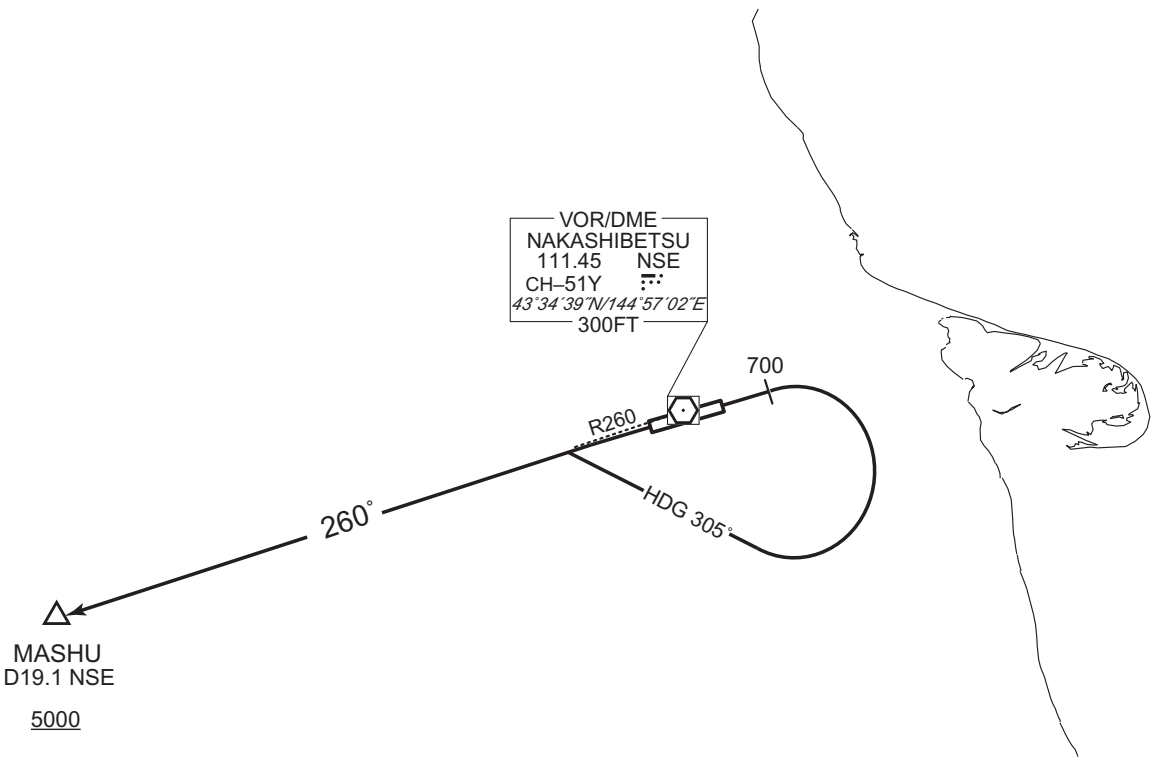 VOR/DME
NAKASHIBETSU
111.45 NSE
CH–51Y
43°34′39″N/144°57′02″E
300FT
700
R260
HDG 305°
260°
MASHU
D19.1 NSE
5000